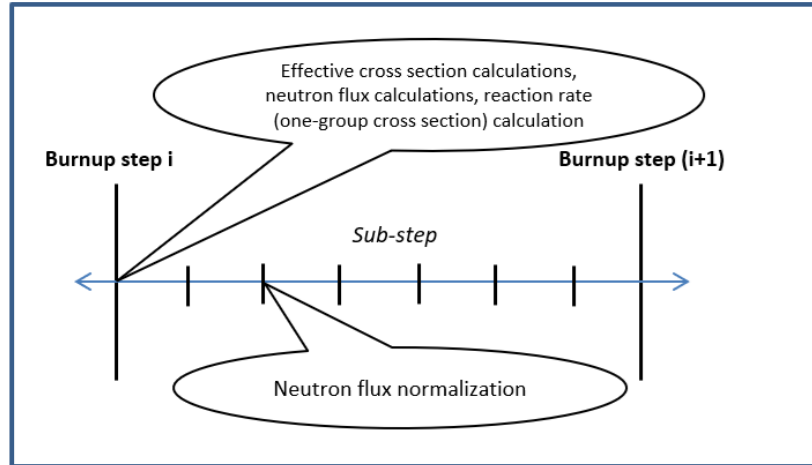 Effective cross section calculations,
neutron flux calculations, reaction rate
(one-group cross section) calculation
Burnup step i
Burnup step (i+1)
Sub-step
Neutron flux normalization